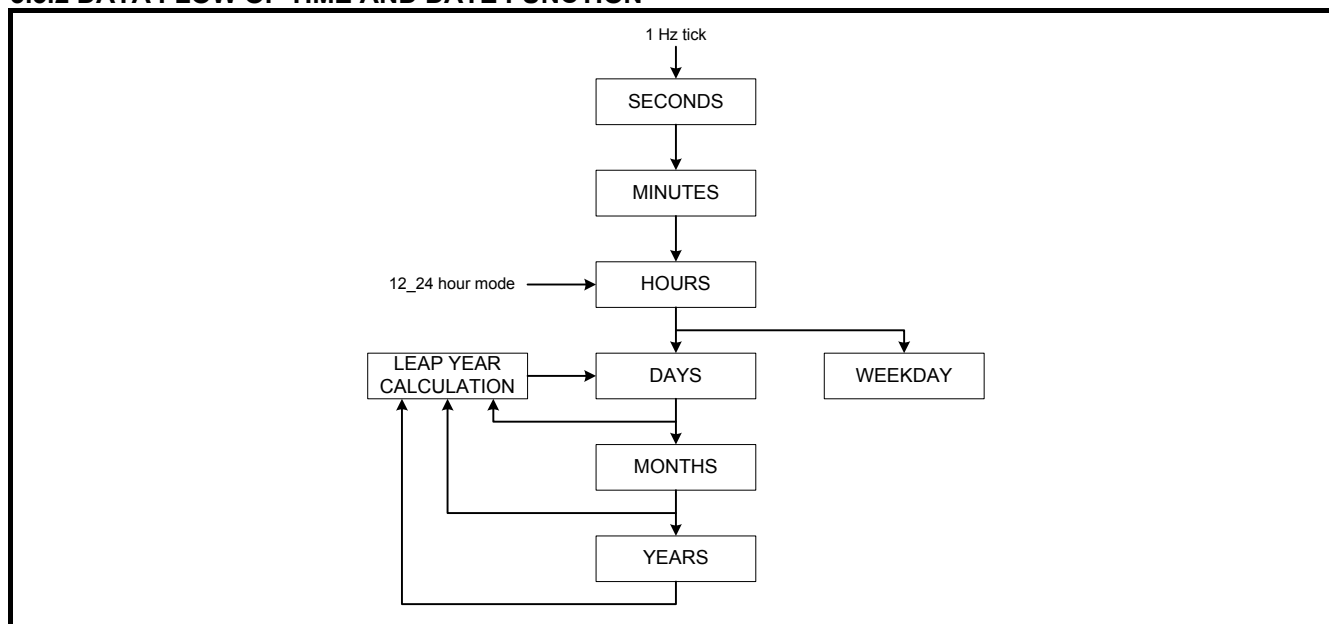 1 Hz tick
SECONDS
MINUTES
12_24 hour mode
HOURS
LEAP YEAR
CALCULATION
DAYS
WEEKDAY
MONTHS
YEARS